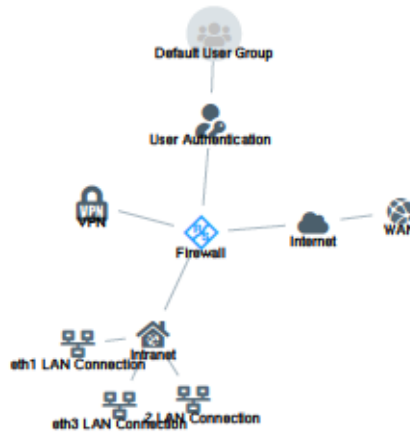 Default User Group
User Authentication
VPN
VPN
Firewall
Internet
WAN
Intranet
eth1 LAN Connection
2 LAN Connection
eth3 LAN Connection